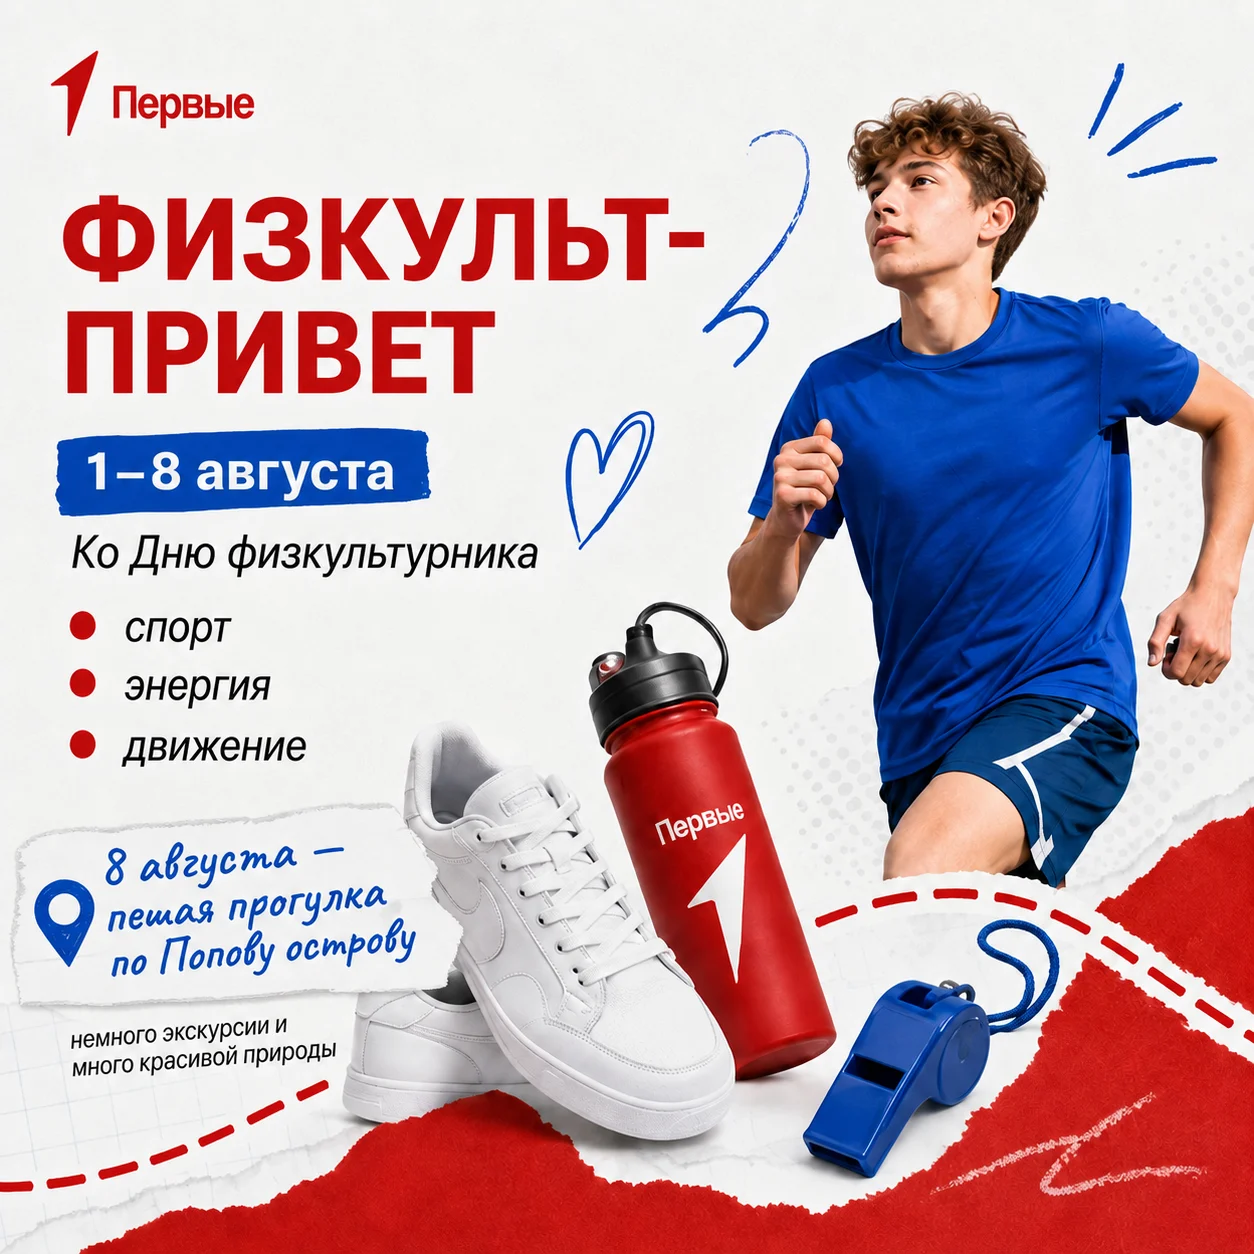 Первые
ФИЗКУЛЬТ-
ПРИВЕТ
1–8 августа
Ко Дню физкультурника
спорт
энергия
движение
8 августа –
пешая прогулка
по Попову острову
немного экскурсии и
много красивой природы
Первые